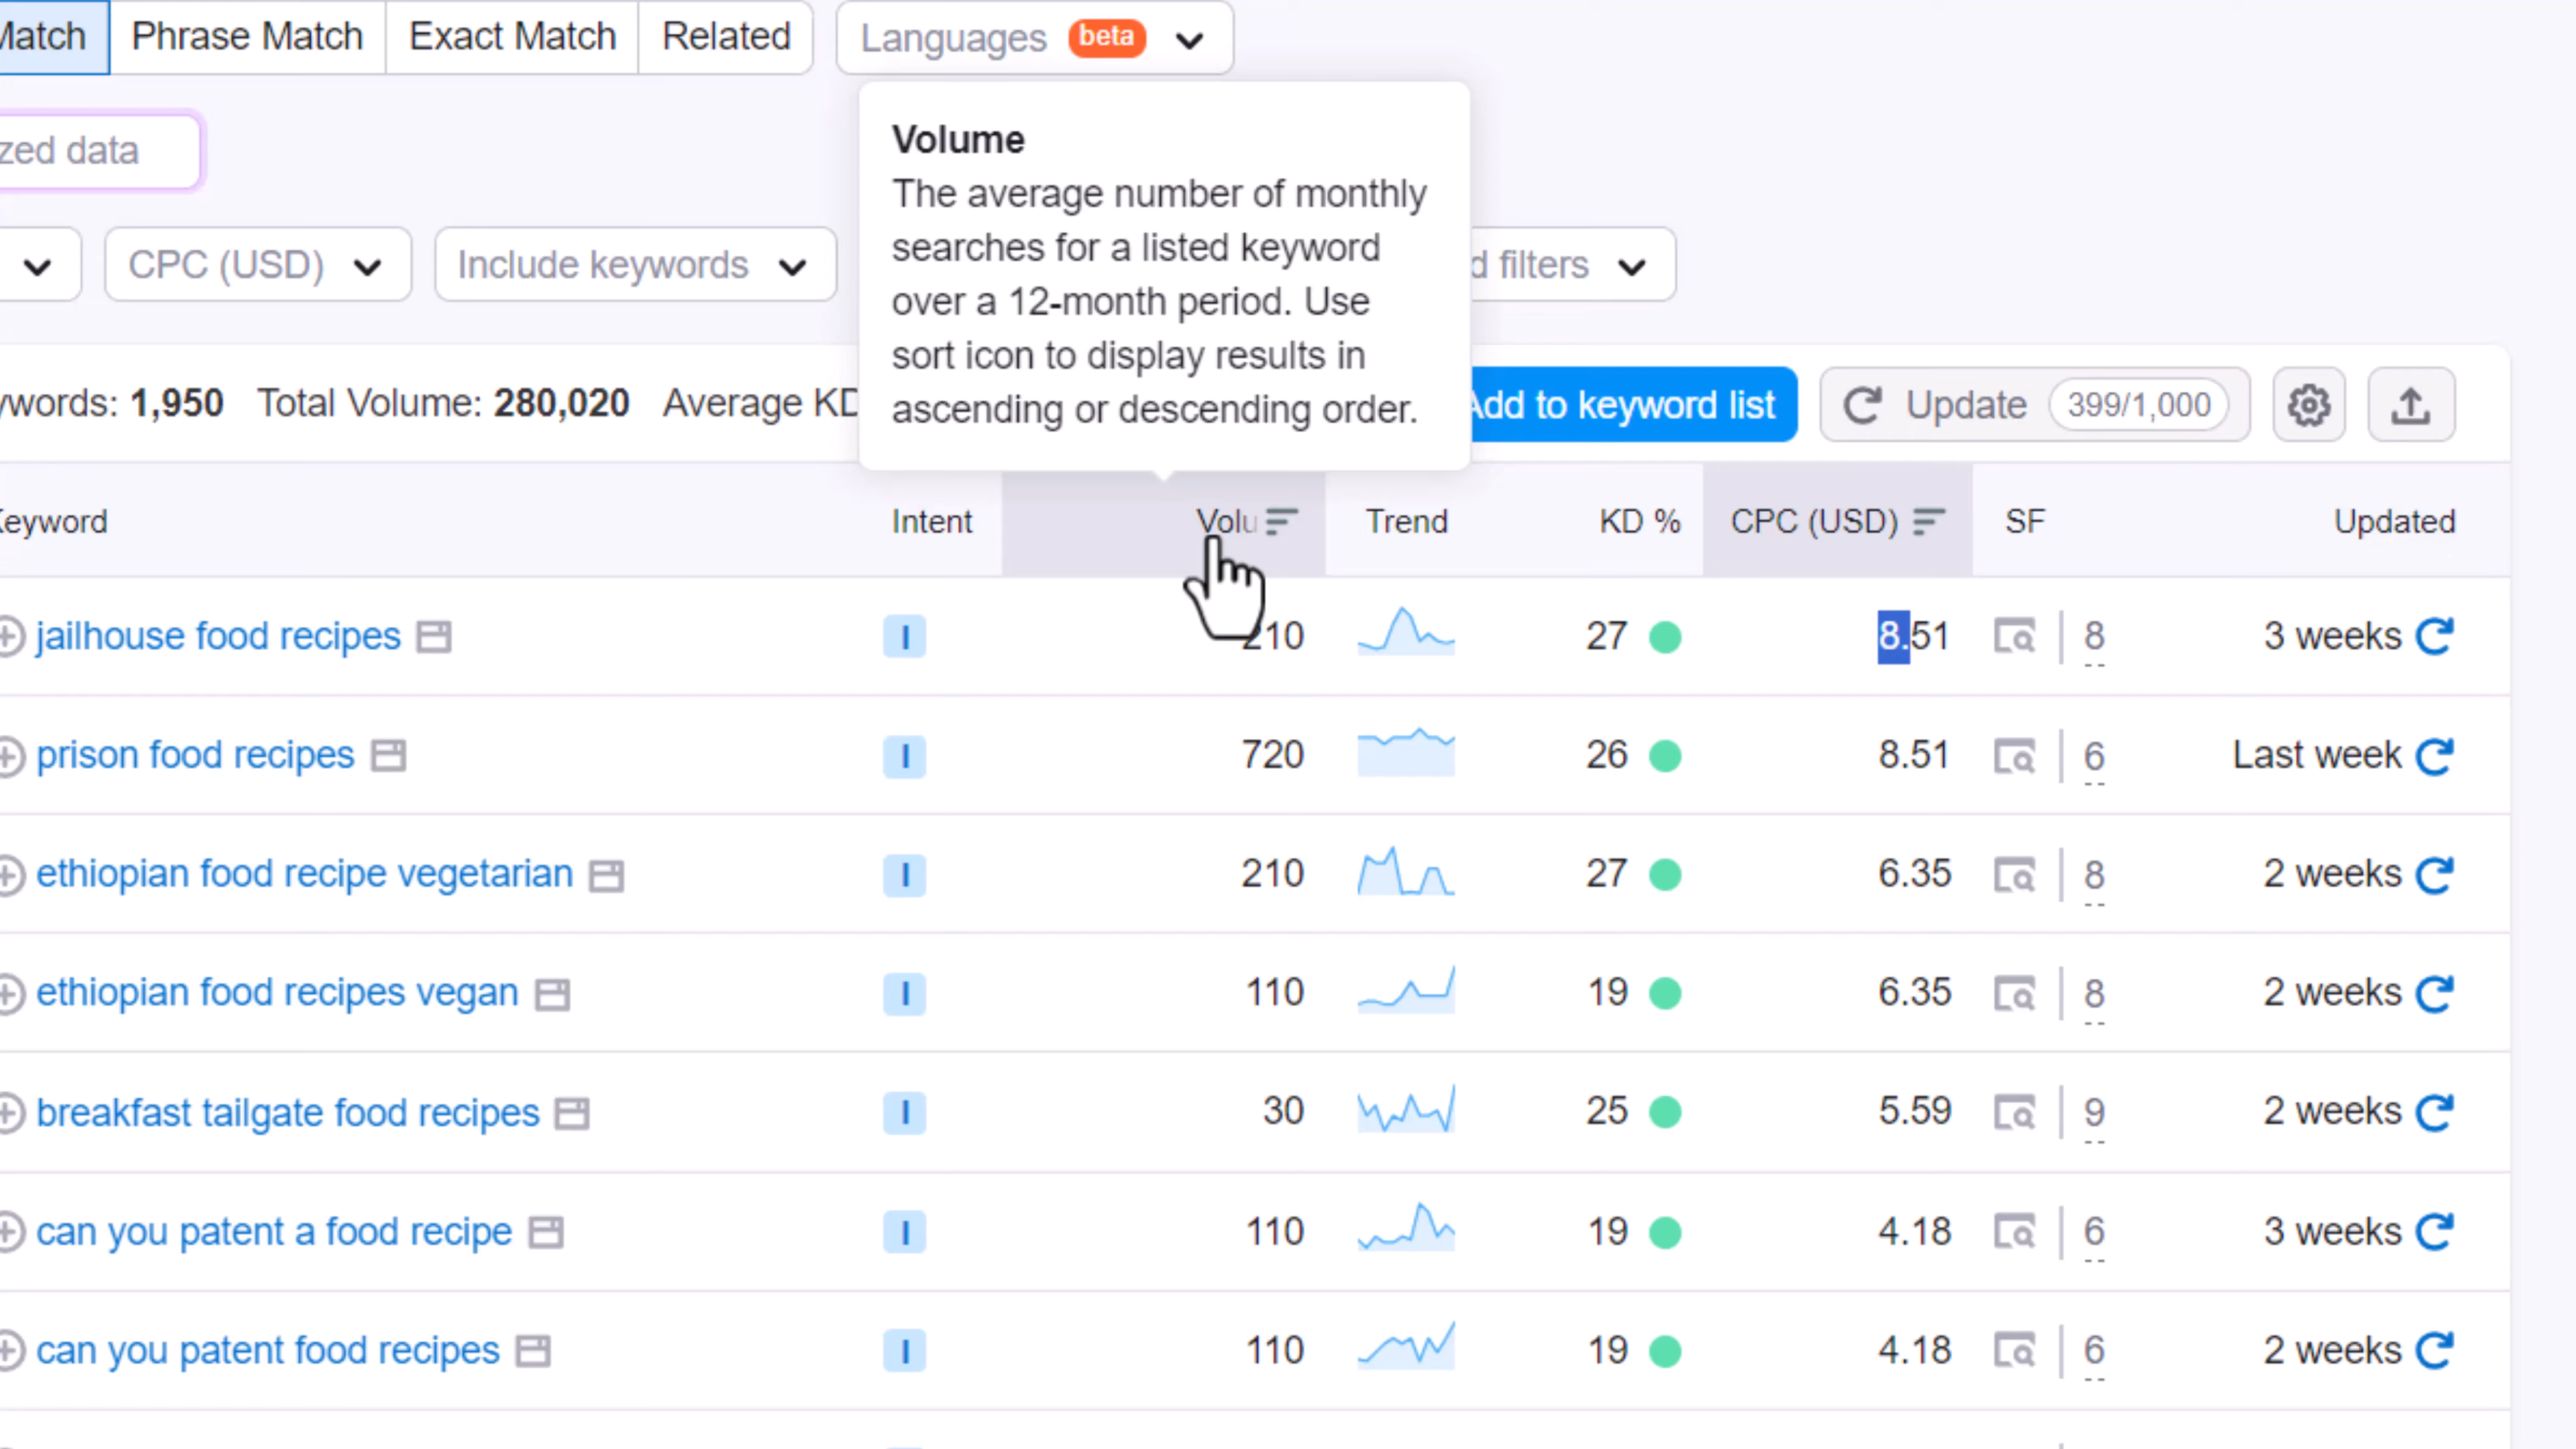 Match Phrase Match Exact Match Related Languages beta
zed data
Volume
The average number of monthly
searches for a listed keyword
over a 12-month period. Use
sort icon to display results in
ascending or descending order.
CPC (USD) Include keywords d filters
ywords: 1,950 Total Volume: 280,020 Average KD Add to keyword list Update 399/1,000
Keyword Intent Volu Trend KD % CPC (USD) SF Updated
jailhouse food recipes I 210 27 8.51 8 3 weeks
prison food recipes I 720 26 8.51 6 Last week
ethiopian food recipe vegetarian I 210 27 6.35 8 2 weeks
ethiopian food recipes vegan I 110 19 6.35 8 2 weeks
breakfast tailgate food recipes I 30 25 5.59 9 2 weeks
can you patent a food recipe I 110 19 4.18 6 3 weeks
can you patent food recipes I 110 19 4.18 6 2 weeks